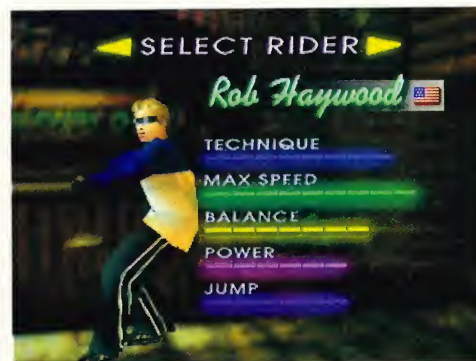 SELECT RIDER
Rob Haywood
TECHNIQUE
MAX SPEED
BALANCE
POWER
JUMP